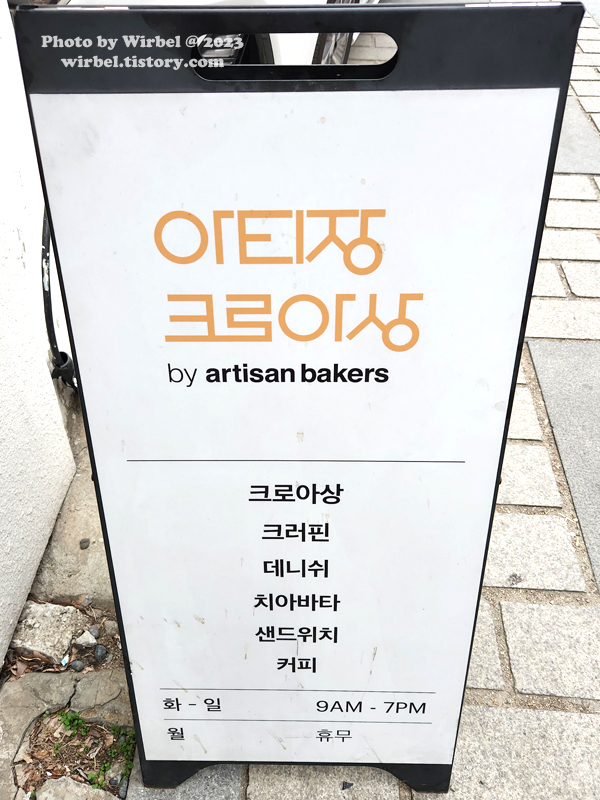 Photo by Wirbel @ 2023
wirbel.tistory.com
아티장
크로아상
by artisan bakers
크로아상
크러핀
데니쉬
치아바타
샌드위치
커피
화 - 일 9AM - 7PM
월 휴무